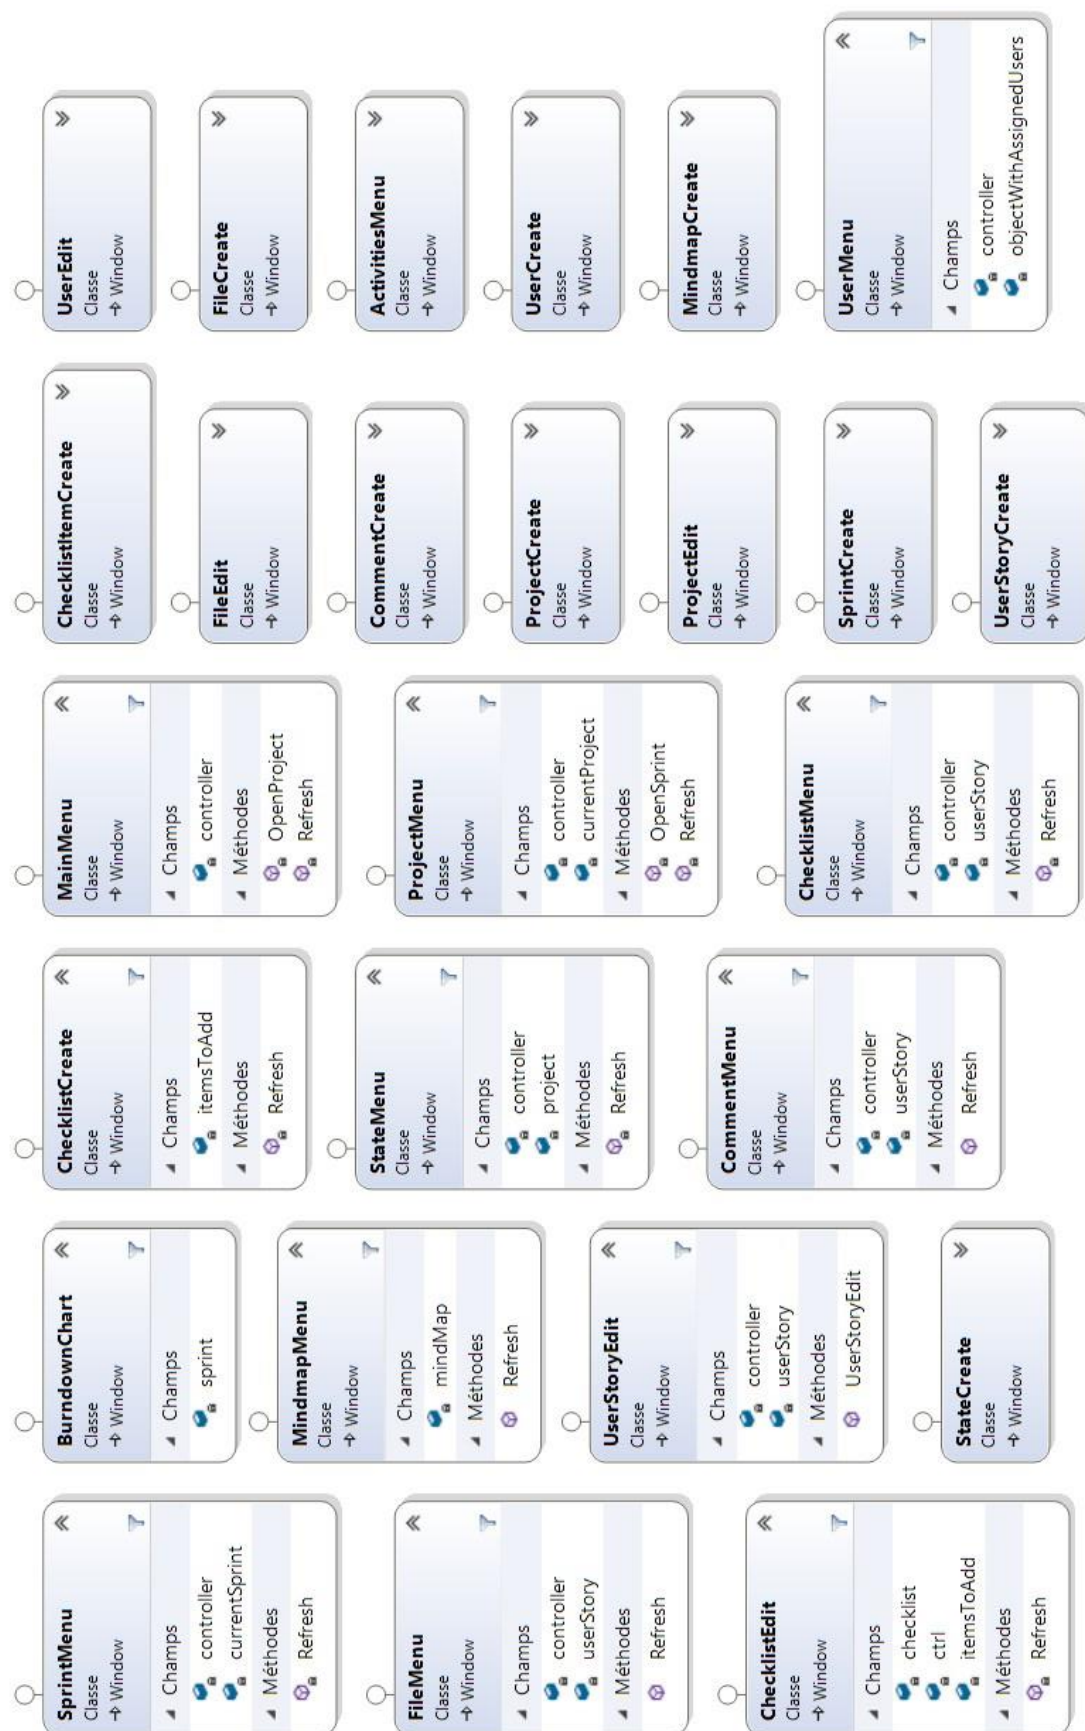 SprintMenu
Classe
Window
Champs
controller
currentSprint
Méthodes
Refresh
FileMenu
Classe
Window
Champs
controller
userStory
Méthodes
Refresh
ChecklistEdit
Classe
Window
Champs
checklist
ctrl
itemsToAdd
Méthodes
Refresh
BurndownChart
Classe
Window
Champs
sprint
MindmapMenu
Classe
Window
Champs
mindMap
Méthodes
Refresh
UserStoryEdit
Classe
Window
Champs
controller
userStory
Méthodes
UserStoryEdit
StateCreate
Classe
Window
ChecklistCreate
Classe
Window
Champs
itemsToAdd
Méthodes
Refresh
StateMenu
Classe
Window
Champs
controller
project
Méthodes
Refresh
CommentMenu
Classe
Window
Champs
controller
userStory
Méthodes
Refresh
MainMenu
Classe
Window
Champs
controller
Méthodes
OpenProject
Refresh
ProjectMenu
Classe
Window
Champs
controller
currentProject
Méthodes
OpenSprint
Refresh
ChecklistMenu
Classe
Window
Champs
controller
userStory
Méthodes
Refresh
ChecklistItemCreate
Classe
Window
FileEdit
Classe
Window
CommentCreate
Classe
Window
ProjectCreate
Classe
Window
ProjectEdit
Classe
Window
SprintCreate
Classe
Window
UserStoryCreate
Classe
Window
UserEdit
Classe
Window
FileCreate
Classe
Window
ActivitiesMenu
Classe
Window
UserCreate
Classe
Window
MindmapCreate
Classe
Window
UserMenu
Classe
Window
Champs
controller
objectWithAssignedUsers